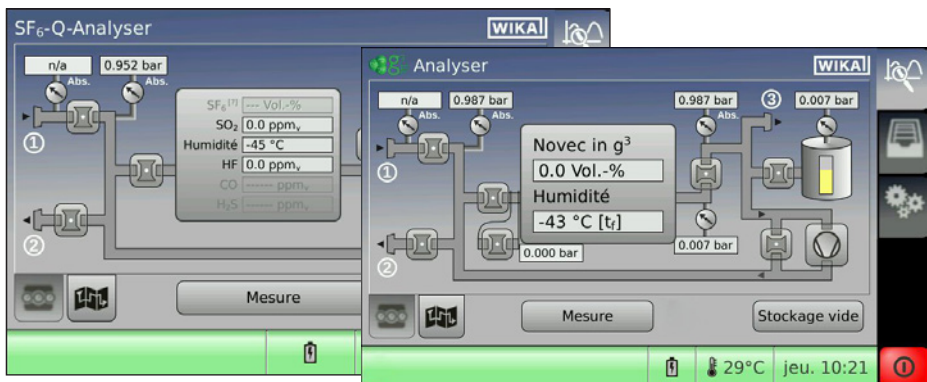 SF₆-Q-Analyser
WIKAI
n/a
0.952 bar
Abs.
Abs.
①
②
SF₆[?] --- Vol.-%
SO₂ 0.0 ppmᵥ
Humidité -45 °C
HF 0.0 ppmᵥ
CO ------ ppmᵥ
H₂S ------ ppmᵥ
Mesure
g³ Analyser
WIKAI
n/a
0.987 bar
0.987 bar
③
0.007 bar
Abs.
Abs.
Abs.
①
②
Novec in g³
0.0 Vol.-%
Humidité
-43 °C [tf]
0.000 bar
0.007 bar
Mesure
Stockage vide
29°C
jeu. 10:21